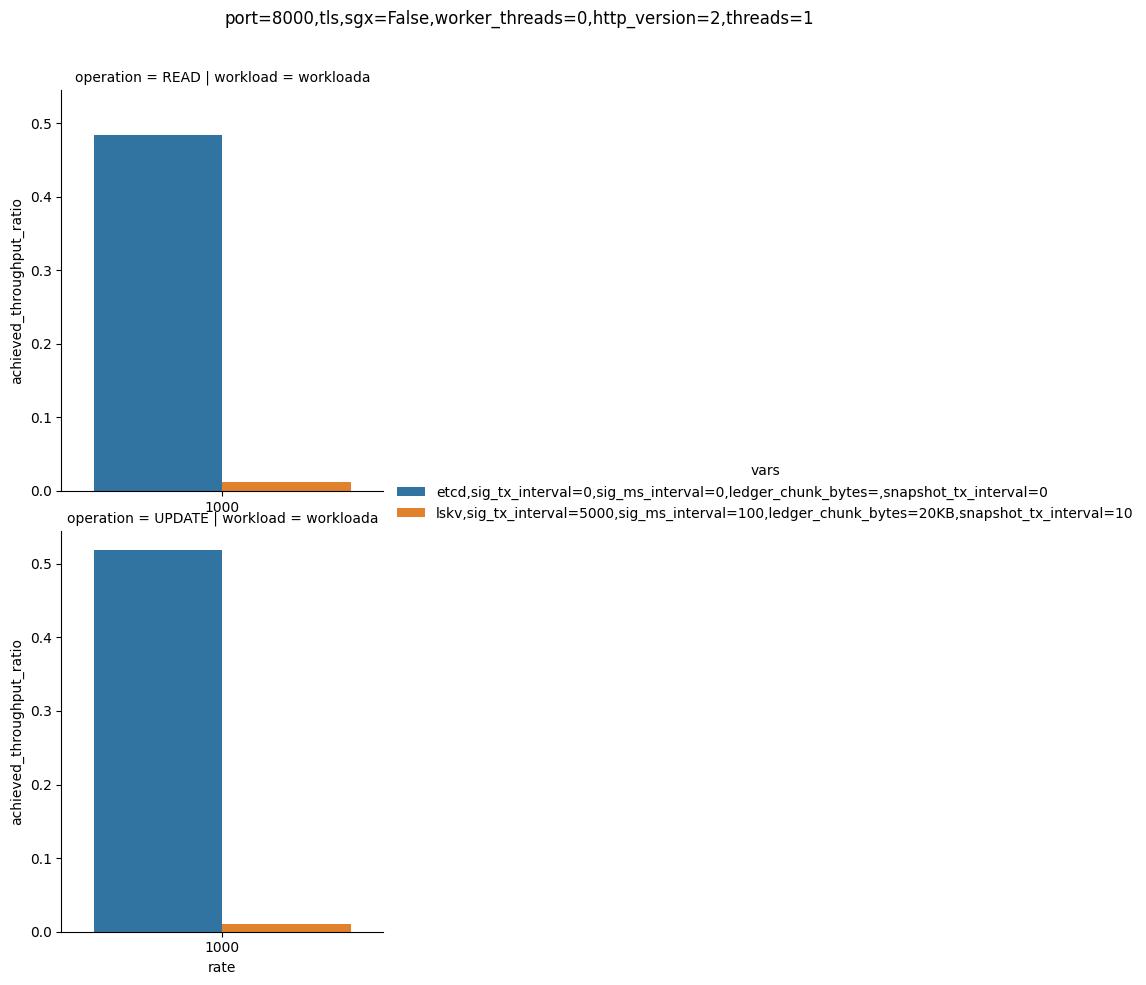 port=8000,tls,sgx=False,worker_threads=0,http_version=2,threads=1
operation = READ | workload = workloada
0.5
0.4
0.3
0.2
0.1
0.0
achieved_throughput_ratio
1000
vars
etcd,sig_tx_interval=0,sig_ms_interval=0,ledger_chunk_bytes=,snapshot_tx_interval=0
lskv,sig_tx_interval=5000,sig_ms_interval=100,ledger_chunk_bytes=20KB,snapshot_tx_interval=10
operation = UPDATE | workload = workloada
0.5
0.4
0.3
0.2
0.1
0.0
achieved_throughput_ratio
1000
rate